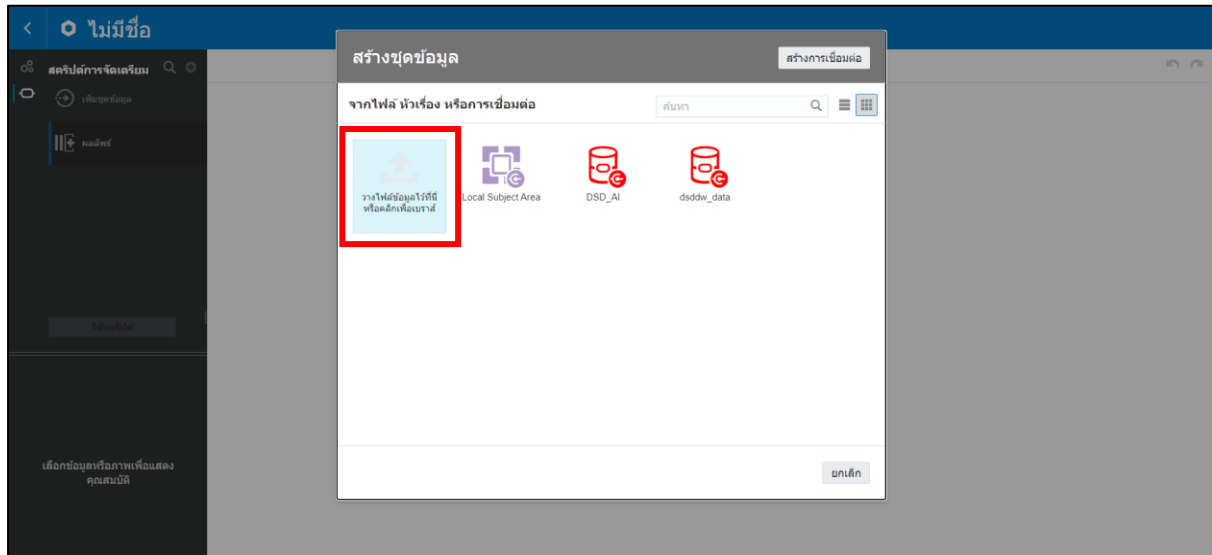 ไม่มีชื่อ
สคริปต์การจัดเตรียม
เพิ่มชุดข้อมูล
ผลลัพธ์
เลือกข้อมูลหรือภาพเพื่อแสดง
คุณสมบัติ
สร้างชุดข้อมูล
สร้างการเชื่อมต่อ
จากไฟล์ หัวเรื่อง หรือการเชื่อมต่อ
ค้นหา
วางไฟล์ข้อมูลไว้ที่นี่
หรือคลิกเพื่อเบราส์
Local Subject Area
DSD_AI
dsddw_data
ยกเลิก